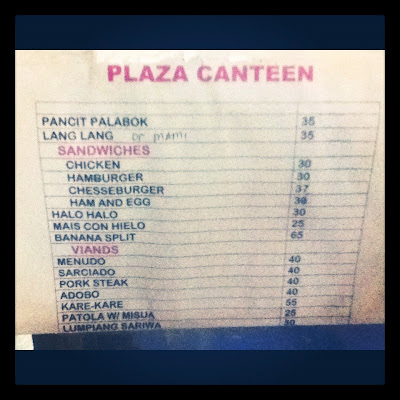 PLAZA CANTEEN
PANCIT PALABOK 35
LANG LANG or MAMI 35
SANDWICHES
CHICKEN 30
HAMBURGER 30
CHESSEBURGER 37
HAM AND EGG 30
HALO HALO 30
MAIS CON HIELO 25
BANANA SPLIT 65
VIANDS
MENUDO 40
SARCIADO 40
PORK STEAK 40
ADOBO 40
KARE-KARE 55
PATOLA W/ MISUA 25
LUMPIANG SARIWA 30